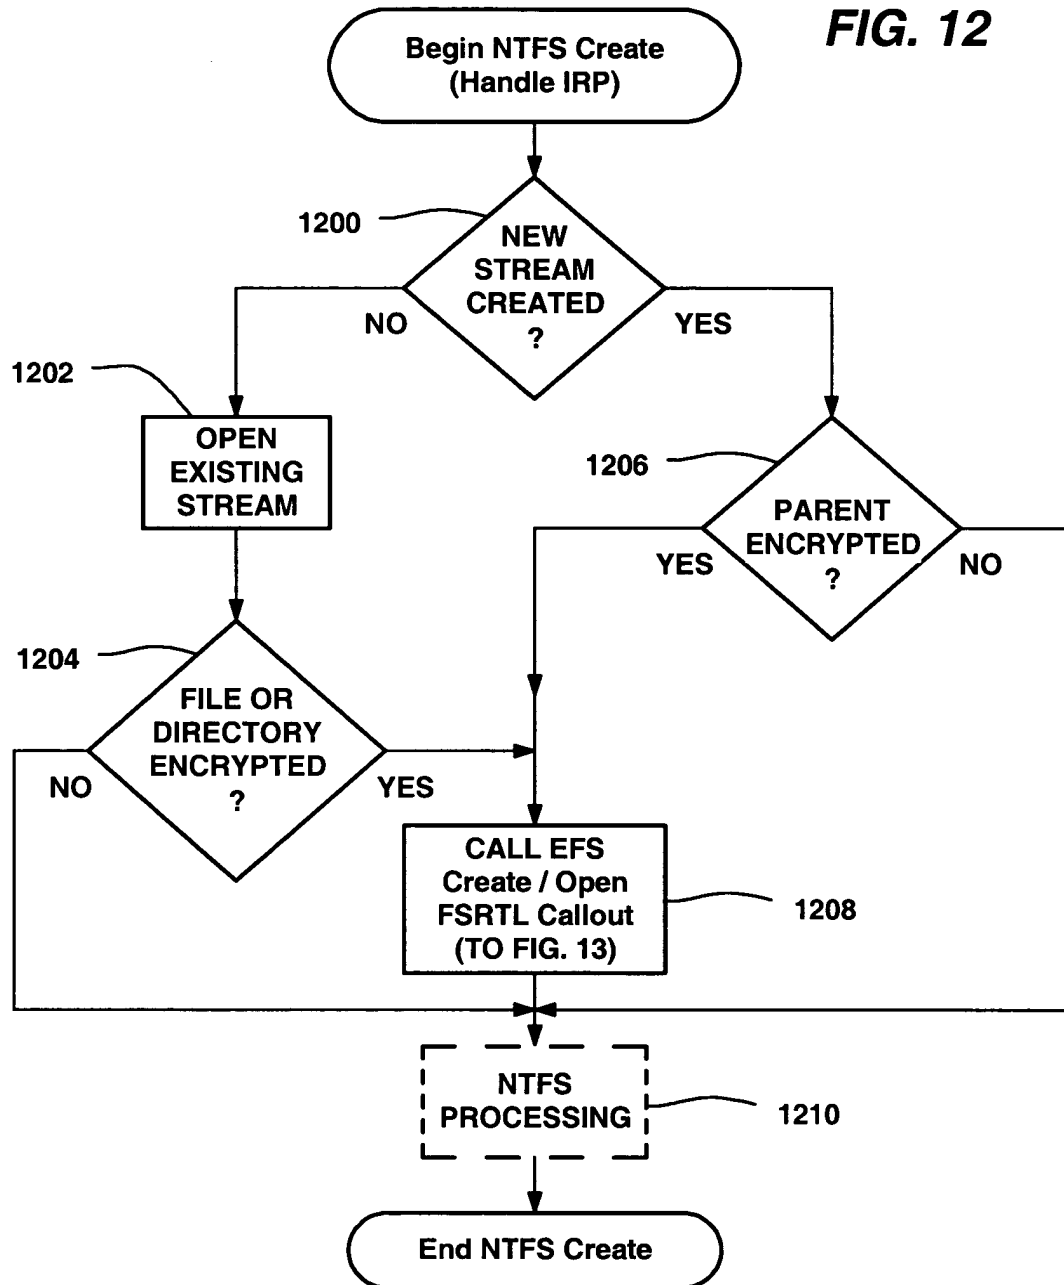 FIG. 12
Begin NTFS Create
(Handle IRP)
1200
NEW
STREAM
CREATED
?
NO
YES
1202
OPEN
EXISTING
STREAM
1206
PARENT
ENCRYPTED
?
YES
NO
1204
FILE OR
DIRECTORY
ENCRYPTED
?
NO
YES
CALL EFS
Create / Open
FSRTL Callout
(TO FIG. 13)
1208
NTFS
PROCESSING
1210
End NTFS Create